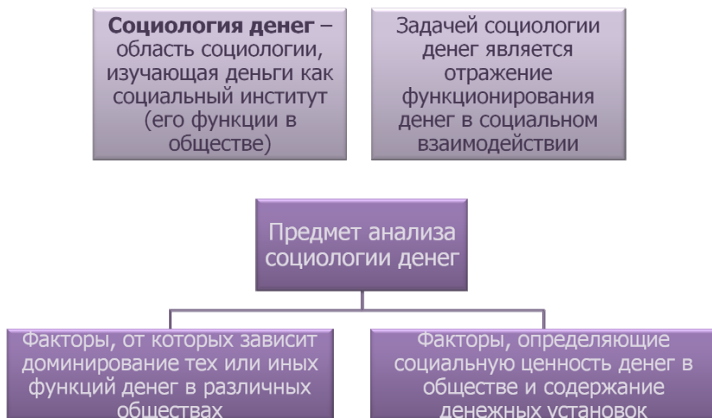 Социология денег –
область социологии,
изучающая деньги как
социальный институт
(его функции в
обществе)
Задачей социологии
денег является
отражение
функционирования
денег в социальном
взаимодействии
Предмет анализа
социологии денег
Факторы, от которых зависит
доминирование тех или иных
функций денег в различных
обществах
Факторы, определяющие
социальную ценность денег в
обществе и содержание
денежных установок